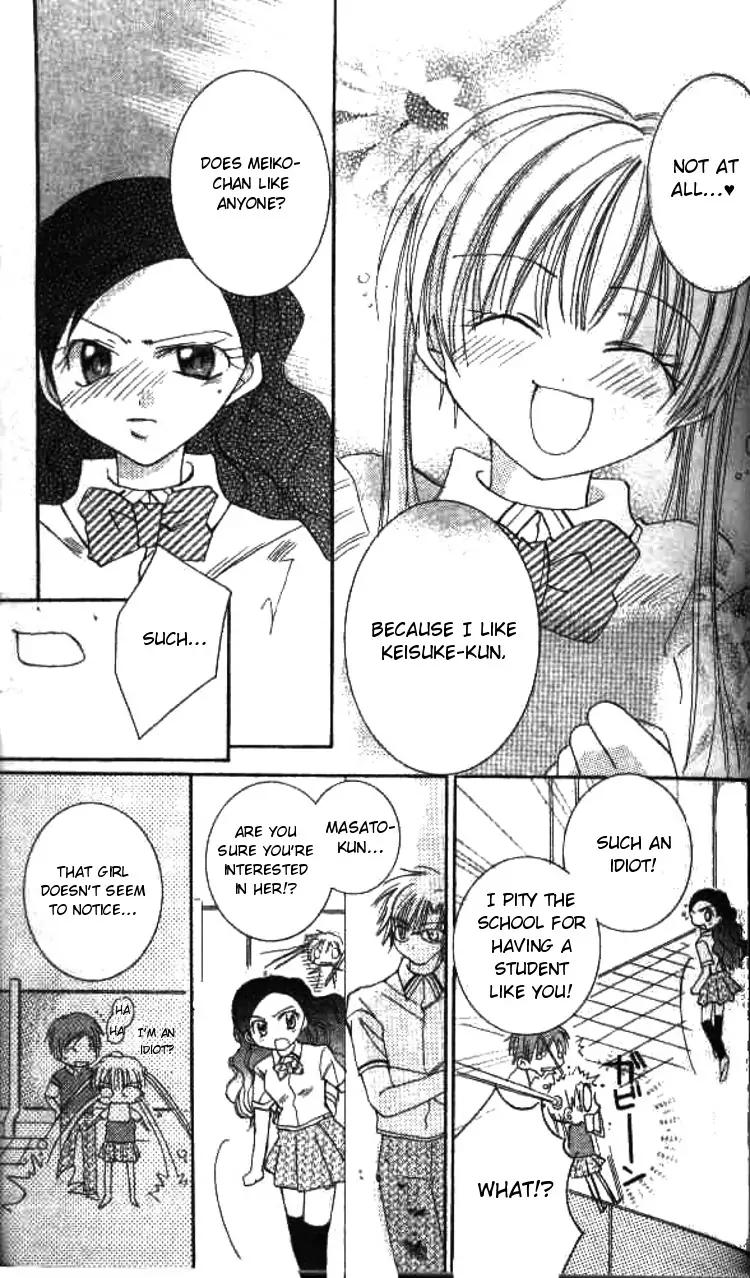 NOT AT
ALL...♥
BECAUSE I LIKE
KEISUKE-KUN.
DOES MEIKO-
CHAN LIKE
ANYONE?
SUCH...
SUCH AN
IDIOT!
I PITY THE
SCHOOL FOR
HAVING A
STUDENT
LIKE YOU!
ガビーン
WHAT!?
MASATO-
KUN...
ARE YOU
SURE YOU'RE
INTERESTED
IN HER!?
THAT GIRL
DOESN'T SEEM
TO NOTICE...
HA
HA
I'M AN
IDIOT?